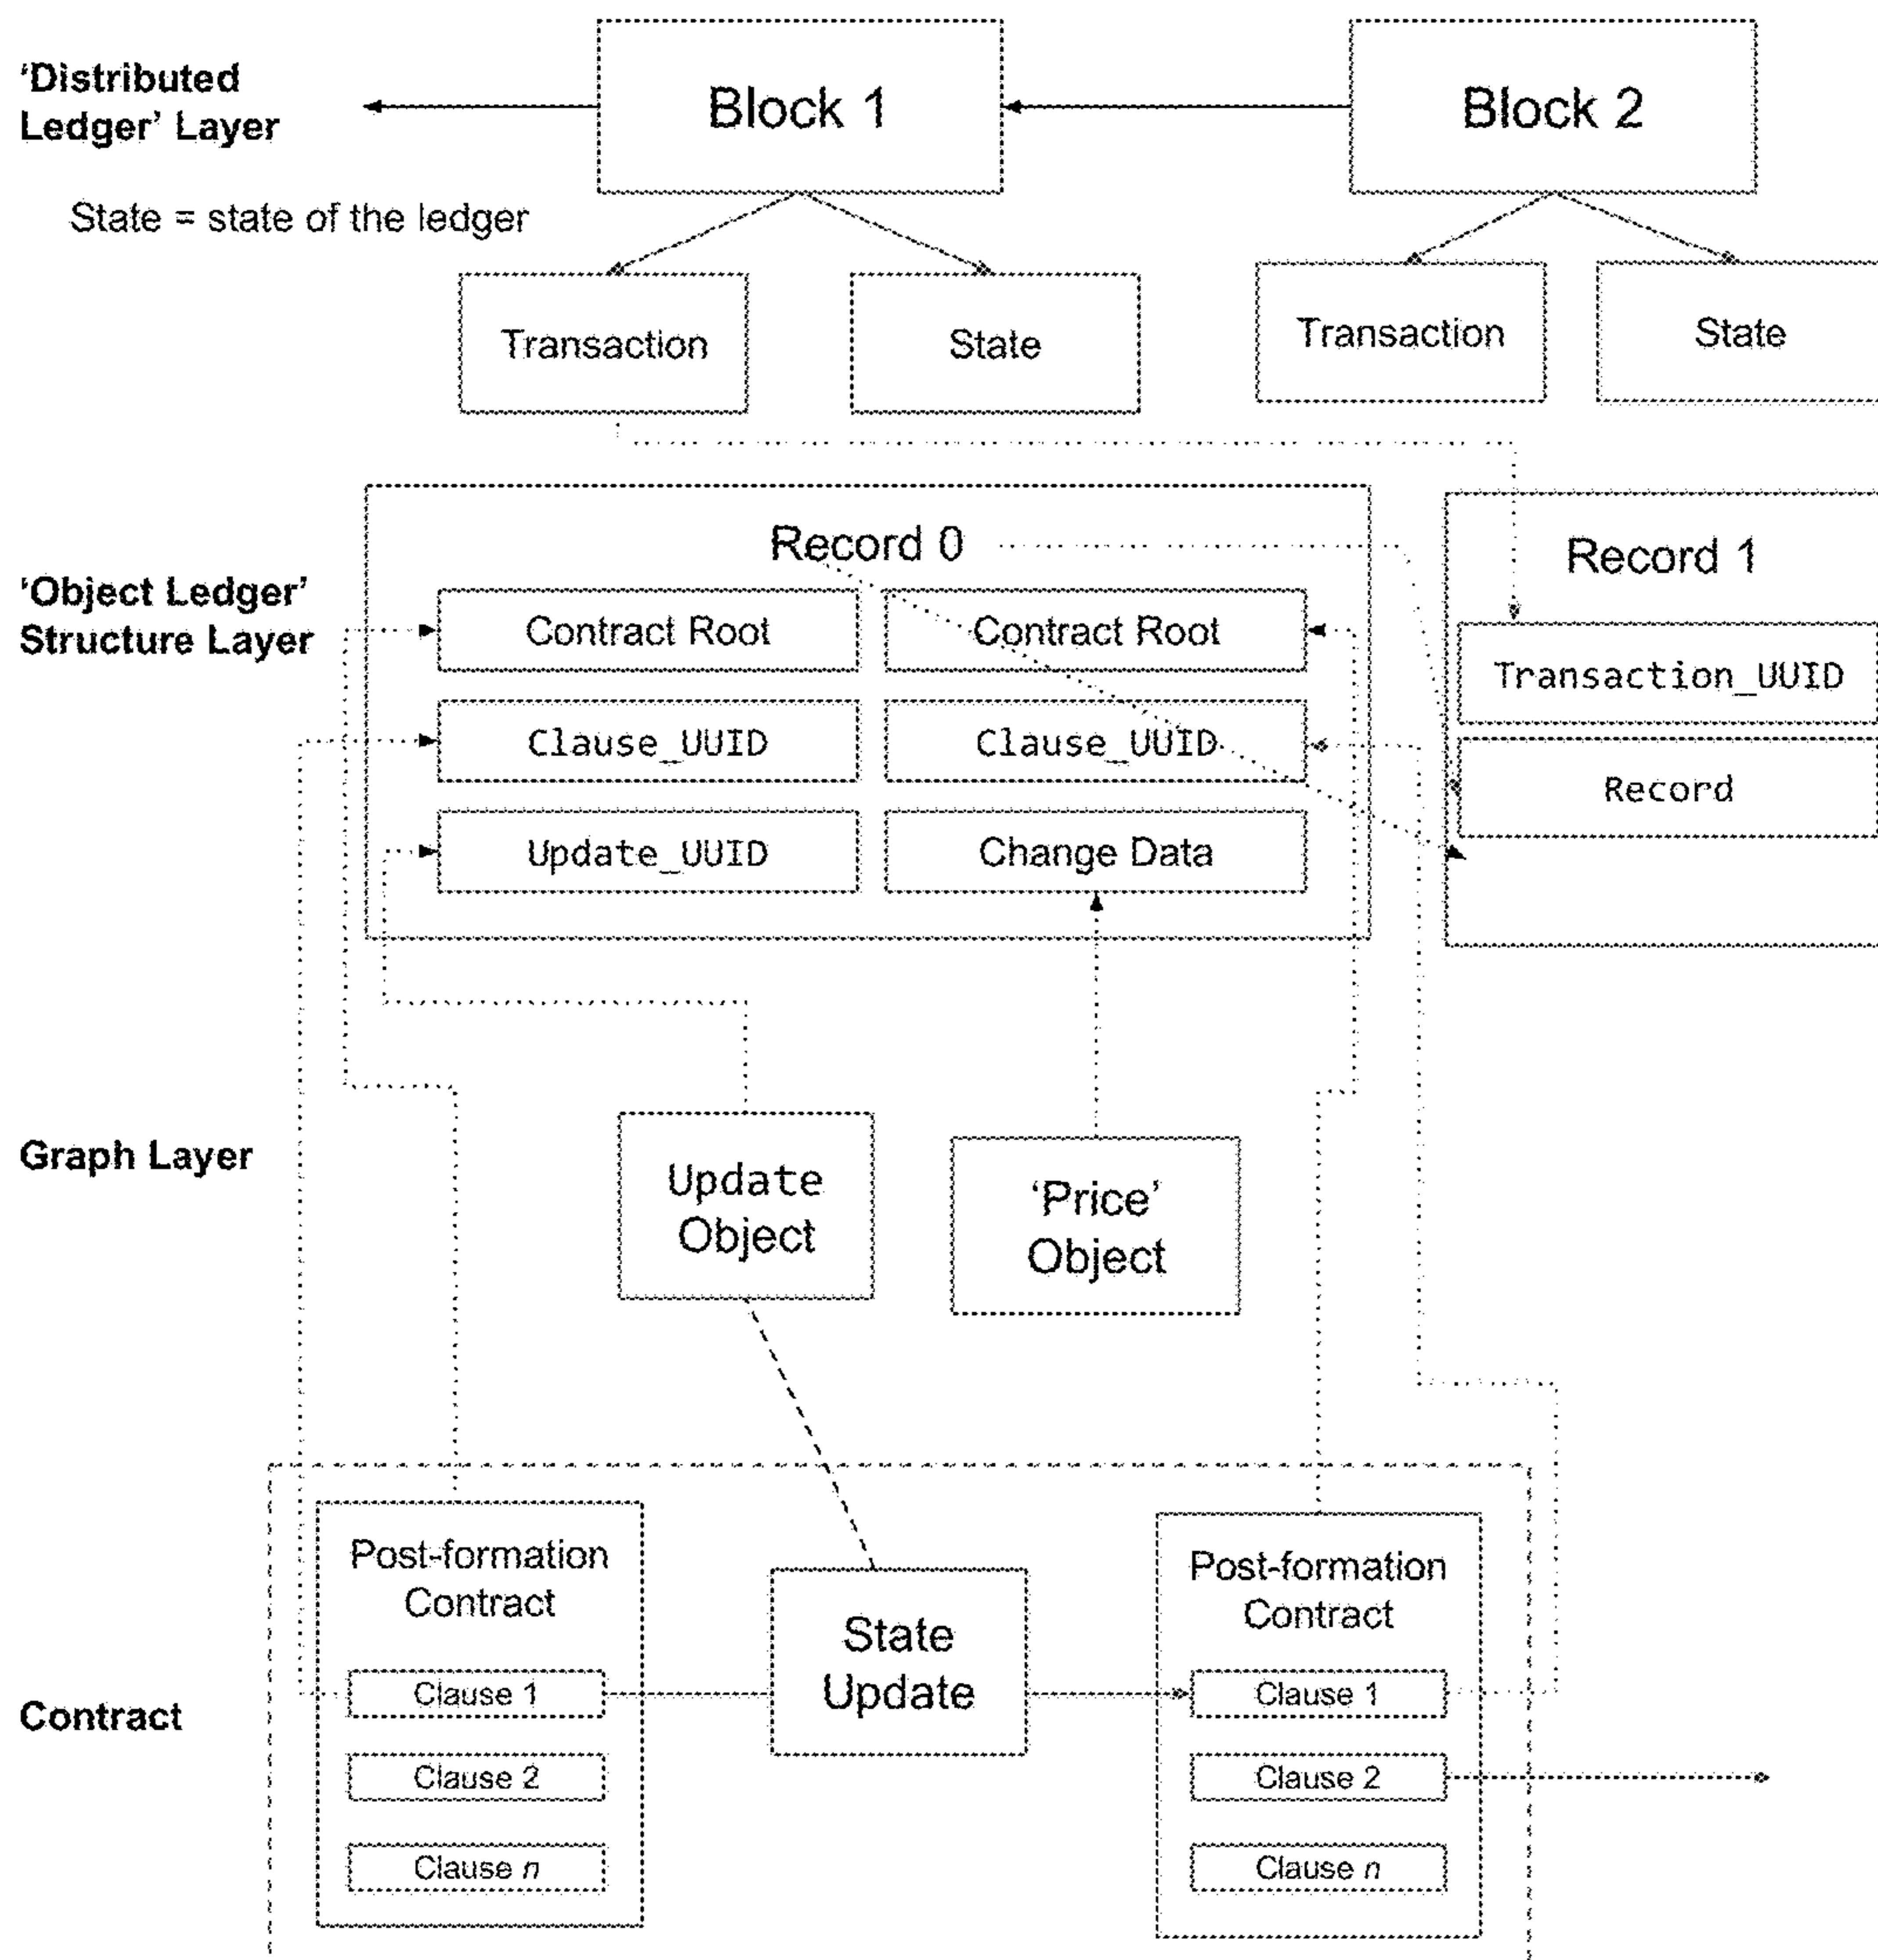 ‘Distributed
Ledger’ Layer
Block 1
Block 2
State = state of the ledger
Transaction
State
Transaction
State
‘Object Ledger’
Structure Layer
Record 0
Record 1
Contract Root
Contract Root
Transaction_UUID
Clause_UUID
Clause_UUID
Record
Update_UUID
Change Data
Graph Layer
Update
Object
‘Price’
Object
Contract
Post-formation
Contract
Clause 1
Clause 2
Clause n
State
Update
Post-formation
Contract
Clause 1
Clause 2
Clause n